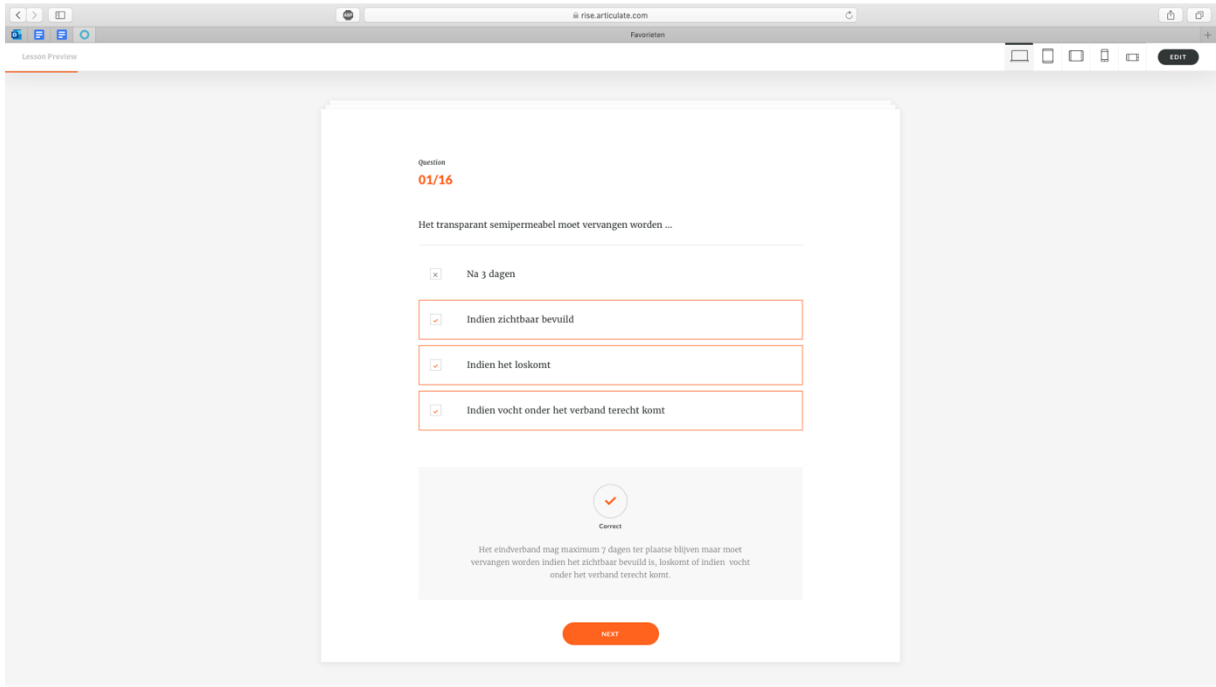 rise.articulate.com
Favorieten
Lesson Preview
EDIT
Question
01/16
Het transparant semipermeabel moet vervangen worden ...
Na 3 dagen
Indien zichtbaar bevuild
Indien het loskomt
Indien vocht onder het verband terecht komt
Correct
Het eindverband mag maximum 7 dagen ter plaatse blijven maar moet
vervangen worden indien het zichtbaar bevuild is, loskomt of indien vocht
onder het verband terecht komt.
NEXT